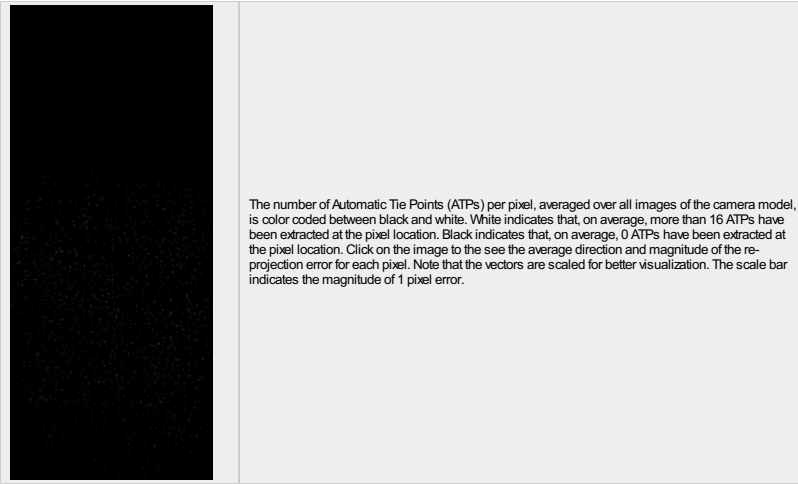 The number of Automatic Tie Points (ATPs) per pixel, averaged over all images of the camera model,
is color coded between black and white. White indicates that, on average, more than 16 ATPs have
been extracted at the pixel location. Black indicates that, on average, 0 ATPs have been extracted at
the pixel location. Click on the image to the see the average direction and magnitude of the re-
projection error for each pixel. Note that the vectors are scaled for better visualization. The scale bar
indicates the magnitude of 1 pixel error.